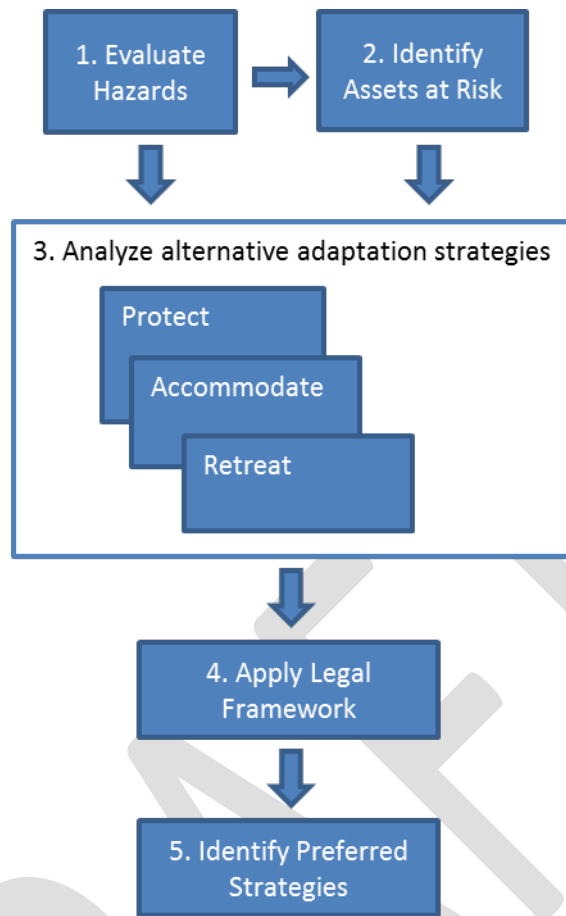 1. Evaluate
Hazards
2. Identify
Assets at Risk
3. Analyze alternative adaptation strategies
Protect
Accommodate
Retreat
4. Apply Legal
Framework
5. Identify Preferred
Strategies